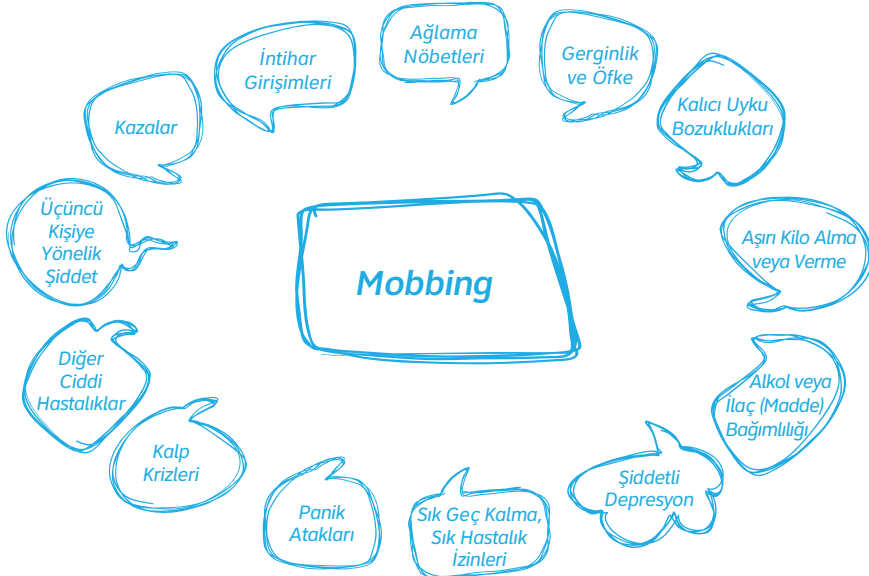 Ağlama
Nöbetleri
Gerginlik
ve Öfke
Kalıcı Uyku
Bozuklukları
Aşırı Kilo Alma
veya Verme
Alkol veya
İlaç (Madde)
Bağımlılığı
Şiddetli
Depresyon
Sık Geç Kalma,
Sık Hastalık
İzinleri
Panik
Atakları
Kalp
Krizleri
Diğer
Ciddi
Hastalıklar
Üçüncü
Kişiye
Yönelik
Şiddet
Kazalar
İntihar
Girişimleri
Mobbing